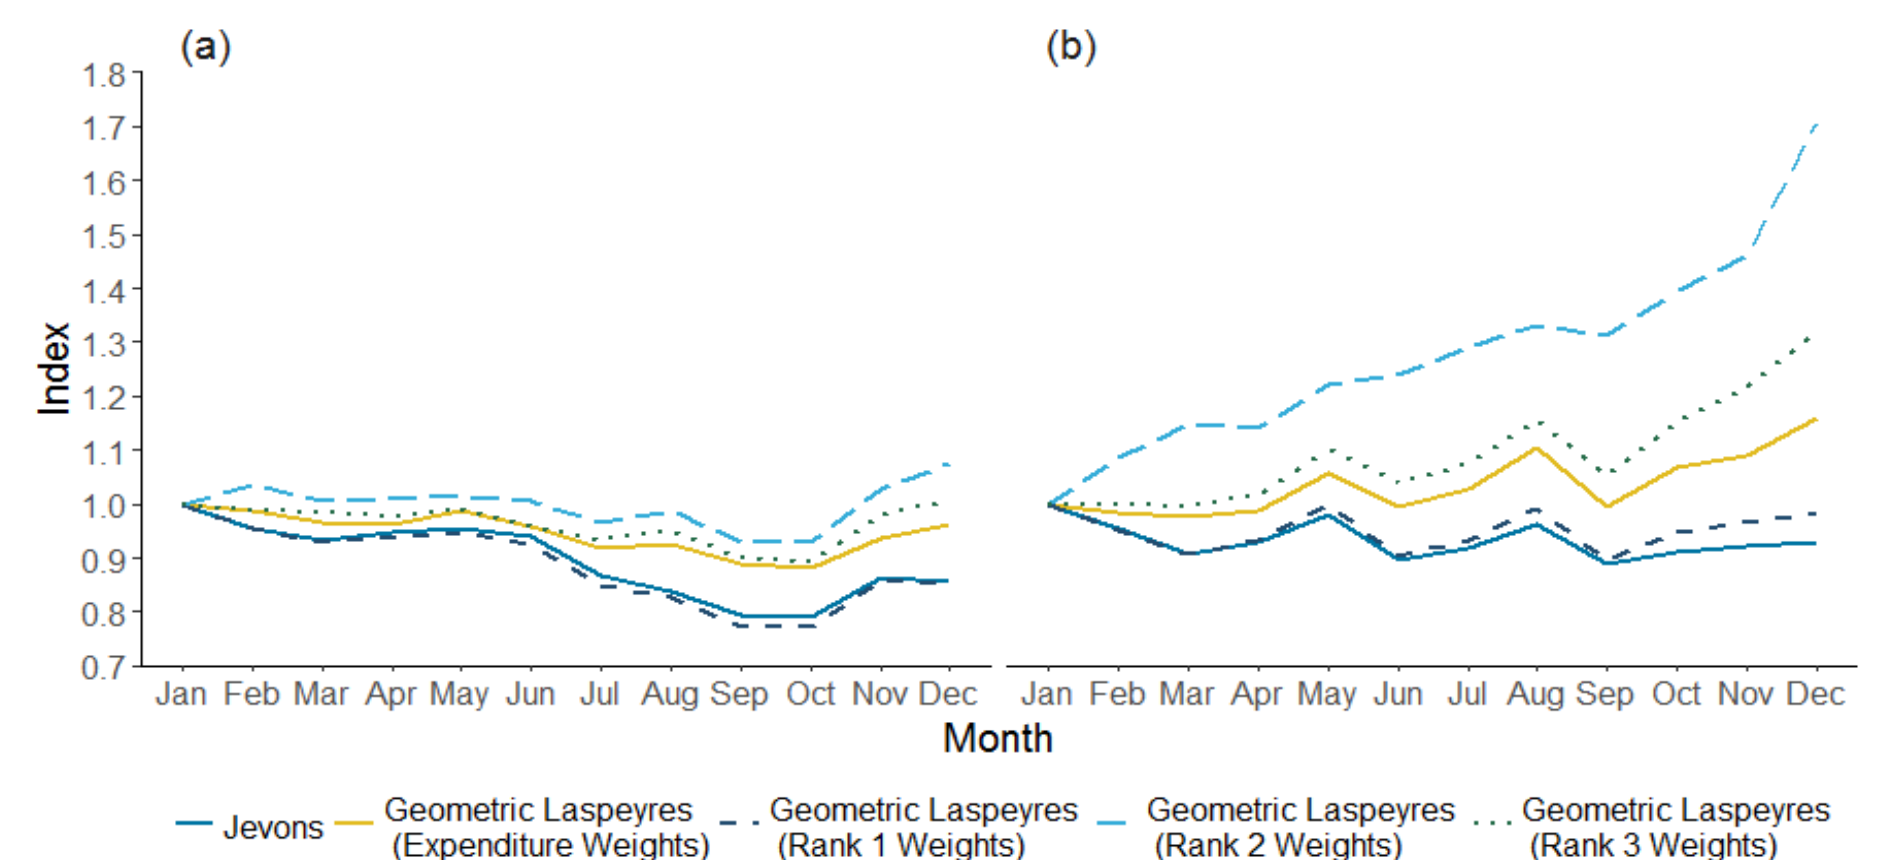 (a) (b)
1.8
1.7
1.6
1.5
1.4
1.3
1.2
1.1
1.0
0.9
0.8
0.7
Index
Jan Feb Mar Apr May Jun Jul Aug Sep Oct Nov Dec Jan Feb Mar Apr May Jun Jul Aug Sep Oct Nov Dec
Month
Jevons
Geometric Laspeyres
(Expenditure Weights)
Geometric Laspeyres
(Rank 1 Weights)
Geometric Laspeyres
(Rank 2 Weights)
Geometric Laspeyres
(Rank 3 Weights)